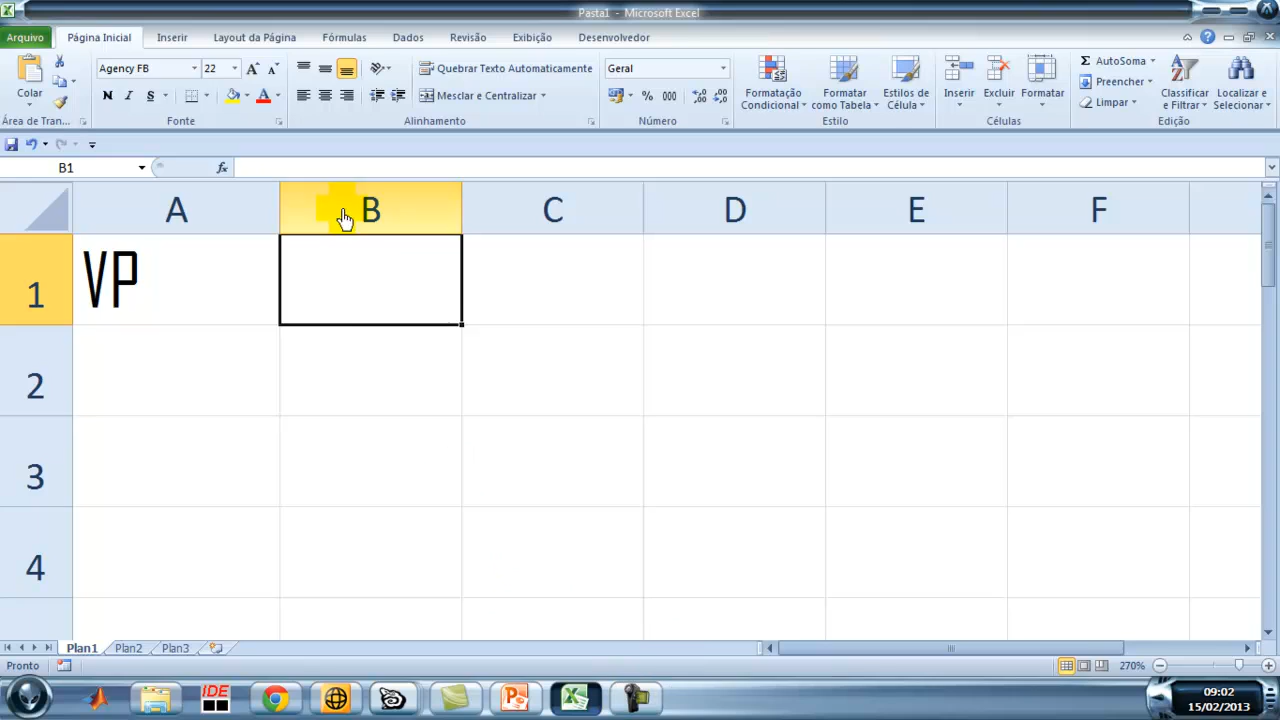 Pasta1 - Microsoft Excel
Arquivo Página Inicial Inserir Layout da Página Fórmulas Dados Revisão Exibição Desenvolvedor
Colar
Área de Tran...
Agency FB 22
N I S
Fonte
Quebrar Texto Automaticamente
Mesclar e Centralizar
Alinhamento
Geral
% 000
Número
Formatação Condicional
Formatar como Tabela
Estilos de Célula
Estilo
Inserir Excluir Formatar
Células
AutoSoma
Preencher
Limpar
Classificar e Filtrar
Localizar e Selecionar
Edição
B1 fx
A B C D E F
1 VP
2
3
4
Plan1 Plan2 Plan3
Pronto 270%
IDE
09:02
15/02/2013